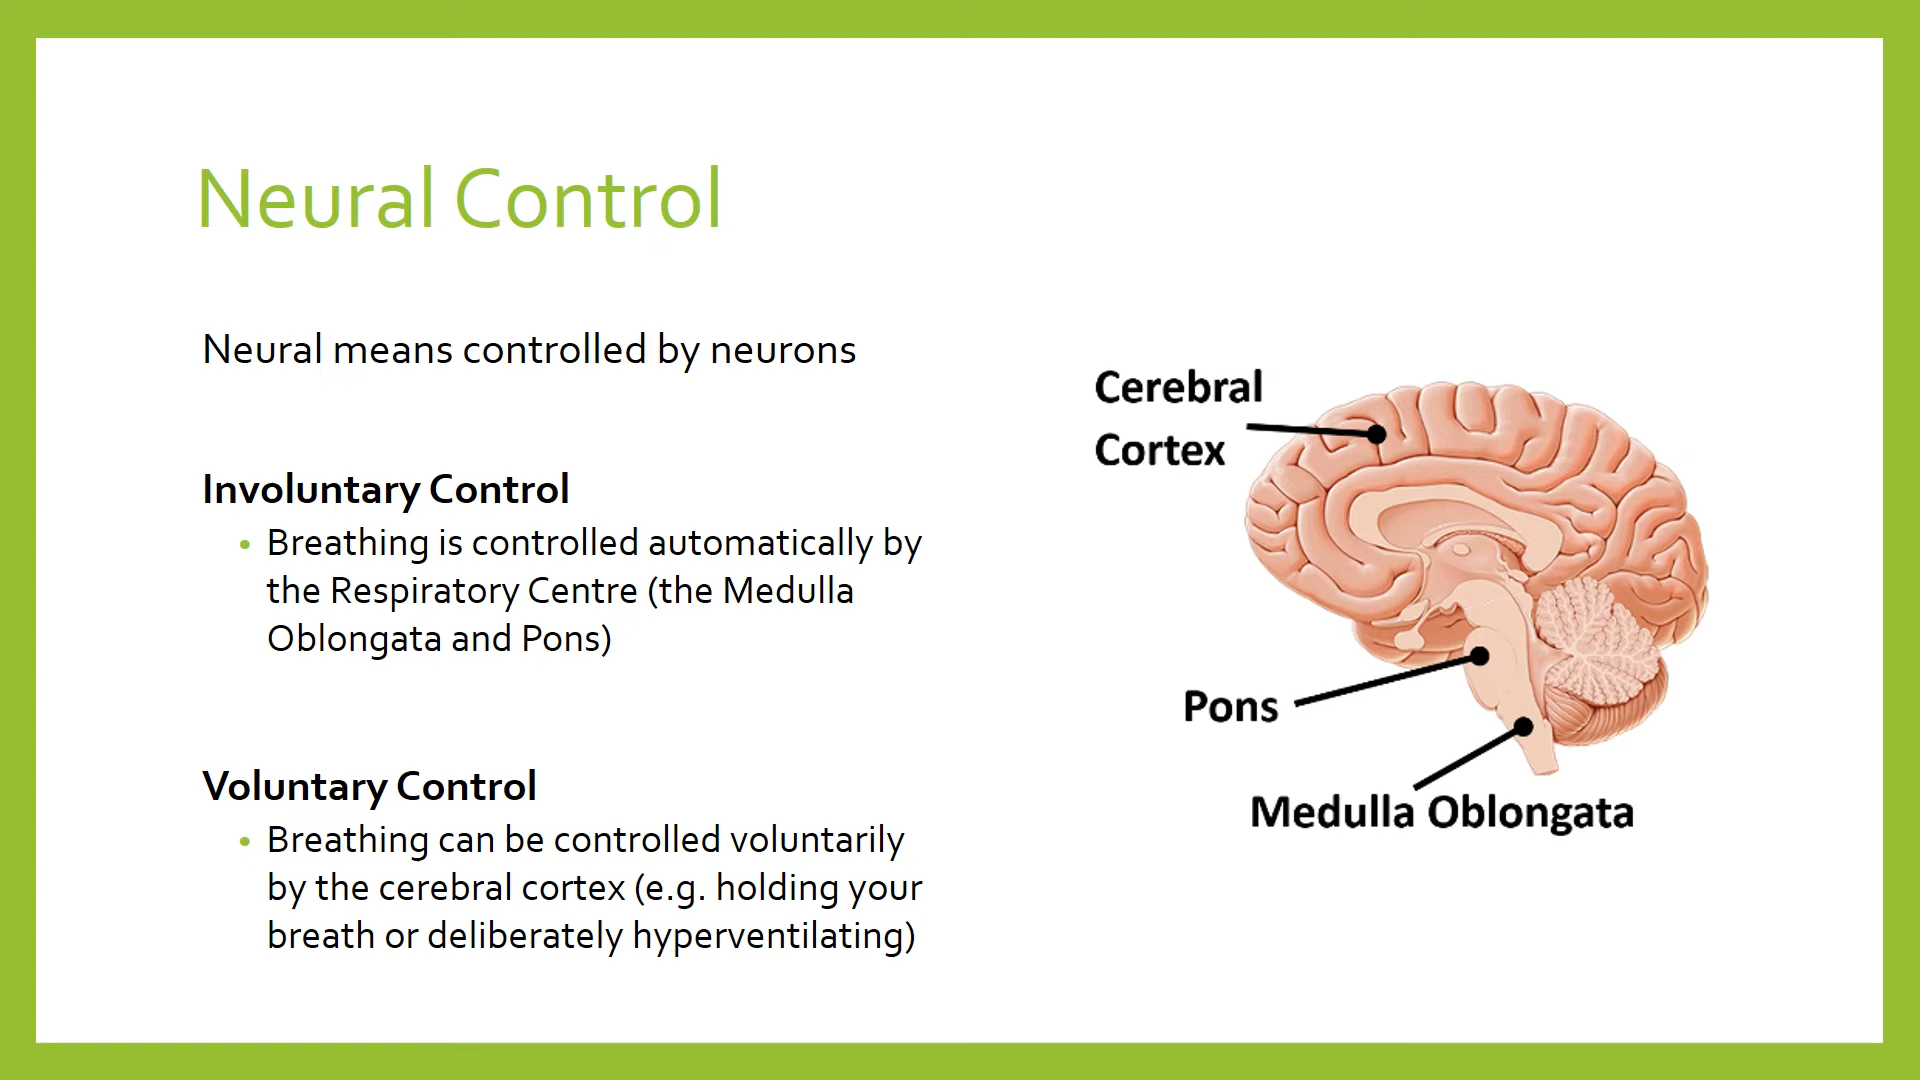 Neural Control
Neural means controlled by neurons
Involuntary Control
• Breathing is controlled automatically by
the Respiratory Centre (the Medulla
Oblongata and Pons)
Voluntary Control
• Breathing can be controlled voluntarily
by the cerebral cortex (e.g. holding your
breath or deliberately hyperventilating)
Cerebral
Cortex
Pons
Medulla Oblongata